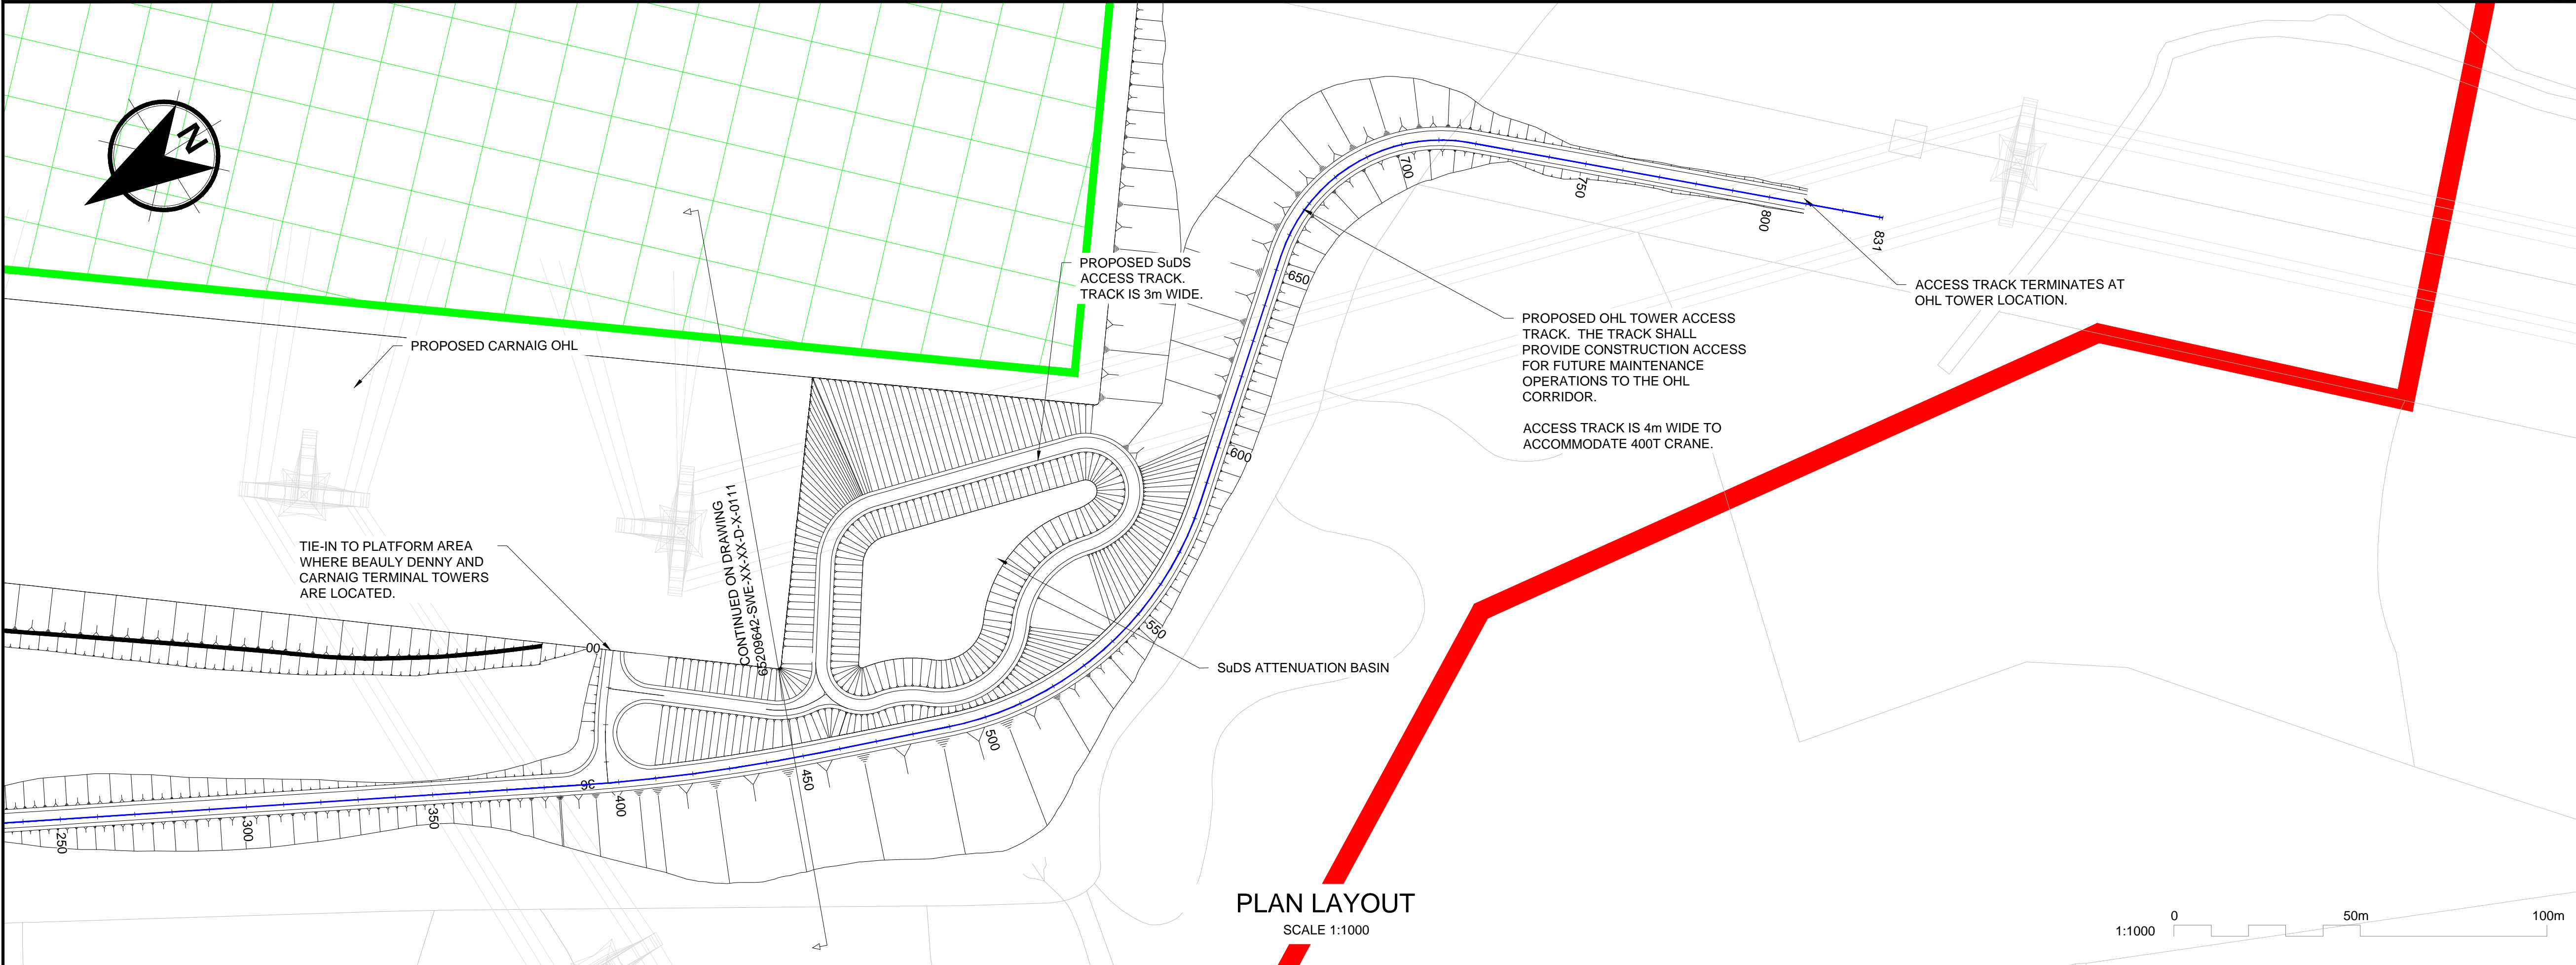 N
PROPOSED CARNAIG OHL
PROPOSED SuDS
ACCESS TRACK.
TRACK IS 3m WIDE.
PROPOSED OHL TOWER ACCESS
TRACK. THE TRACK SHALL
PROVIDE CONSTRUCTION ACCESS
FOR FUTURE MAINTENANCE
OPERATIONS TO THE OHL
CORRIDOR.
ACCESS TRACK IS 4m WIDE TO
ACCOMMODATE 400T CRANE.
ACCESS TRACK TERMINATES AT
OHL TOWER LOCATION.
TIE-IN TO PLATFORM AREA
WHERE BEAULY DENNY AND
CARNAIG TERMINAL TOWERS
ARE LOCATED.
CONTINUED ON DRAWING
65209642-SWE-XX-XX-D-X-0111
SuDS ATTENUATION BASIN
250
300
350
36
00
400
450
500
550
600
650
700
750
800
831
PLAN LAYOUT
SCALE 1:1000
1:1000
0
50m
100m